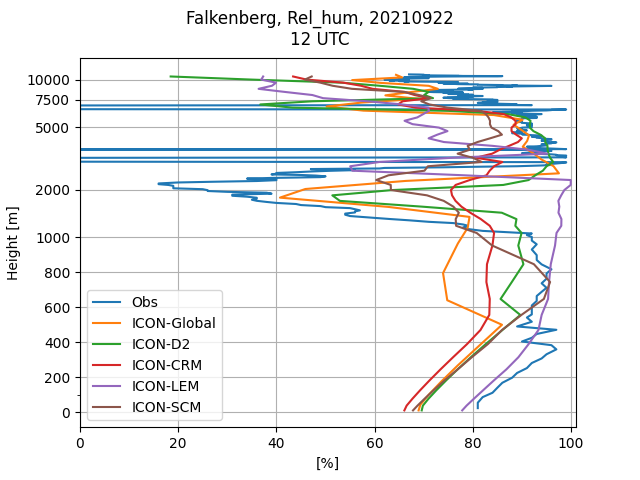 Falkenberg, Rel_hum, 20210922
12 UTC
10000
7500
5000
2000
1000
800
600
400
200
0
Height [m]
Obs
ICON-Global
ICON-D2
ICON-CRM
ICON-LEM
ICON-SCM
0 20 40 60 80 100
[%]